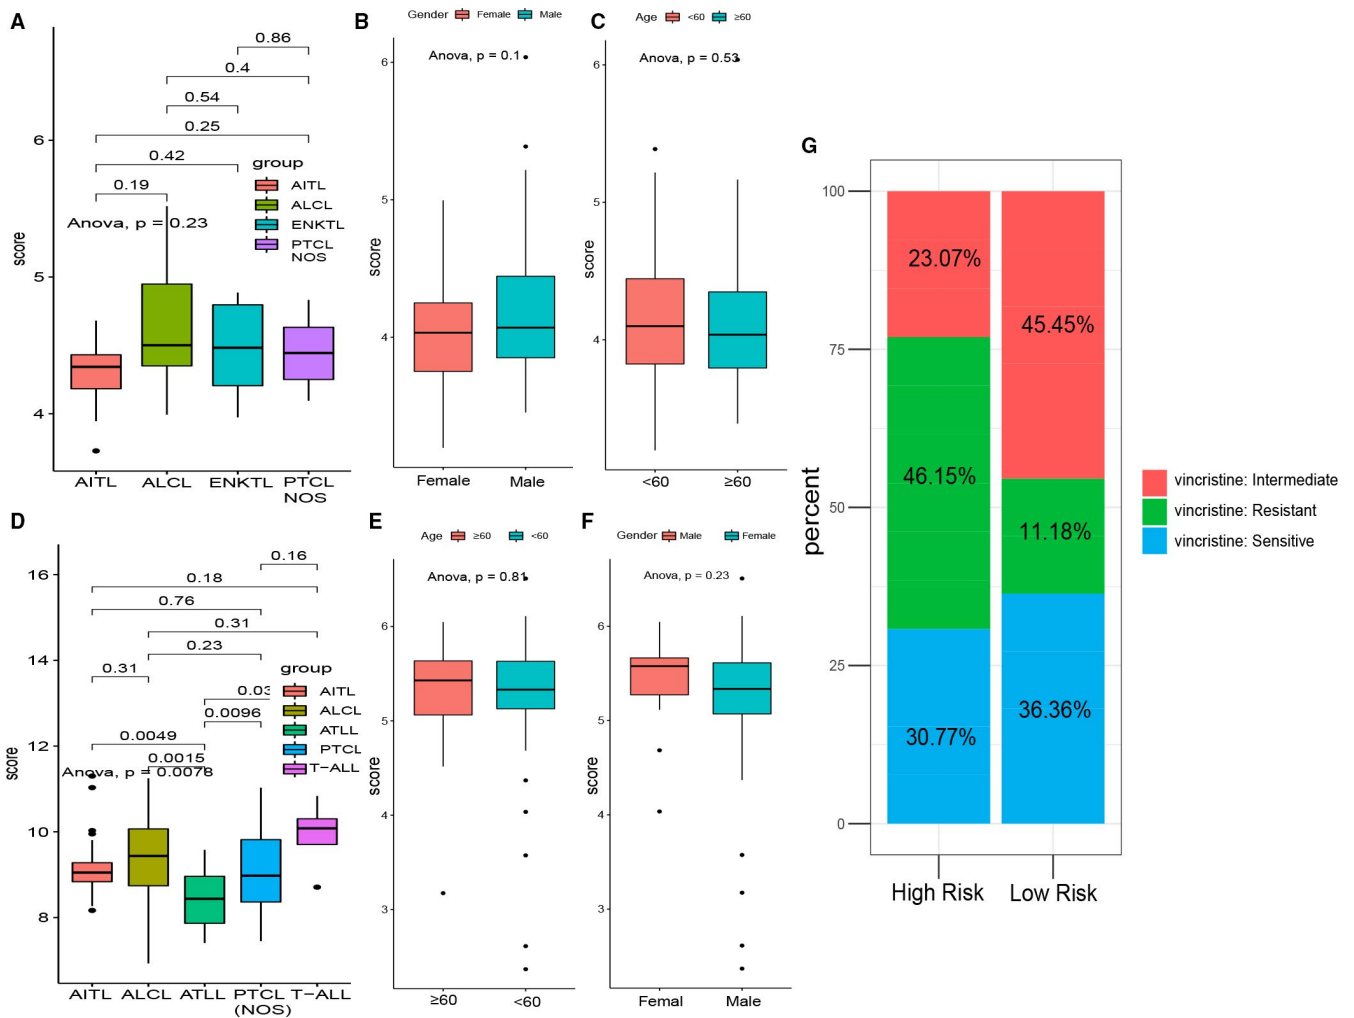 A
0.86
0.4
0.54
0.25
0.42
0.19
Anova, p = 0.23
group
AITL
ALCL
ENKTL
PTCL
NOS
score
6
5
4
AITL
ALCL
ENKTL
PTCL
NOS
B
Gender
Female
Male
Anova, p = 0.1
score
6
5
4
Female
Male
C
Age
<60
≥60
Anova, p = 0.53
score
6
5
4
<60
≥60
D
0.16
0.18
0.76
0.31
0.23
0.31
0.03
0.0096
0.0049
0.0015
Anova, p = 0.0078
group
AITL
ALCL
ATLL
PTCL
T-ALL
score
16
14
12
10
8
AITL
ALCL
ATLL
PTCL
(NOS)
T-ALL
E
Age
≥60
<60
Anova, p = 0.81
score
6
5
4
3
≥60
<60
F
Gender
Male
Female
Anova, p = 0.23
score
6
5
4
3
Femal
Male
G
percent
100
75
50
25
0
23.07%
46.15%
30.77%
45.45%
11.18%
36.36%
High Risk
Low Risk
vincristine: Intermediate
vincristine: Resistant
vincristine: Sensitive